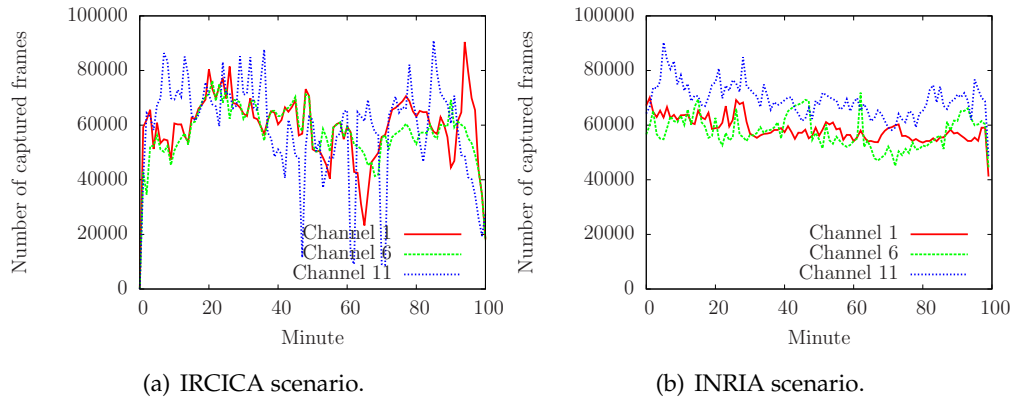 100000
80000
60000
40000
20000
0
0 20 40 60 80 100
Number of captured frames
Minute
Channel 1
Channel 6
Channel 11
(a) IRCICA scenario.
100000
80000
60000
40000
20000
0
0 20 40 60 80 100
Number of captured frames
Minute
Channel 1
Channel 6
Channel 11
(b) INRIA scenario.